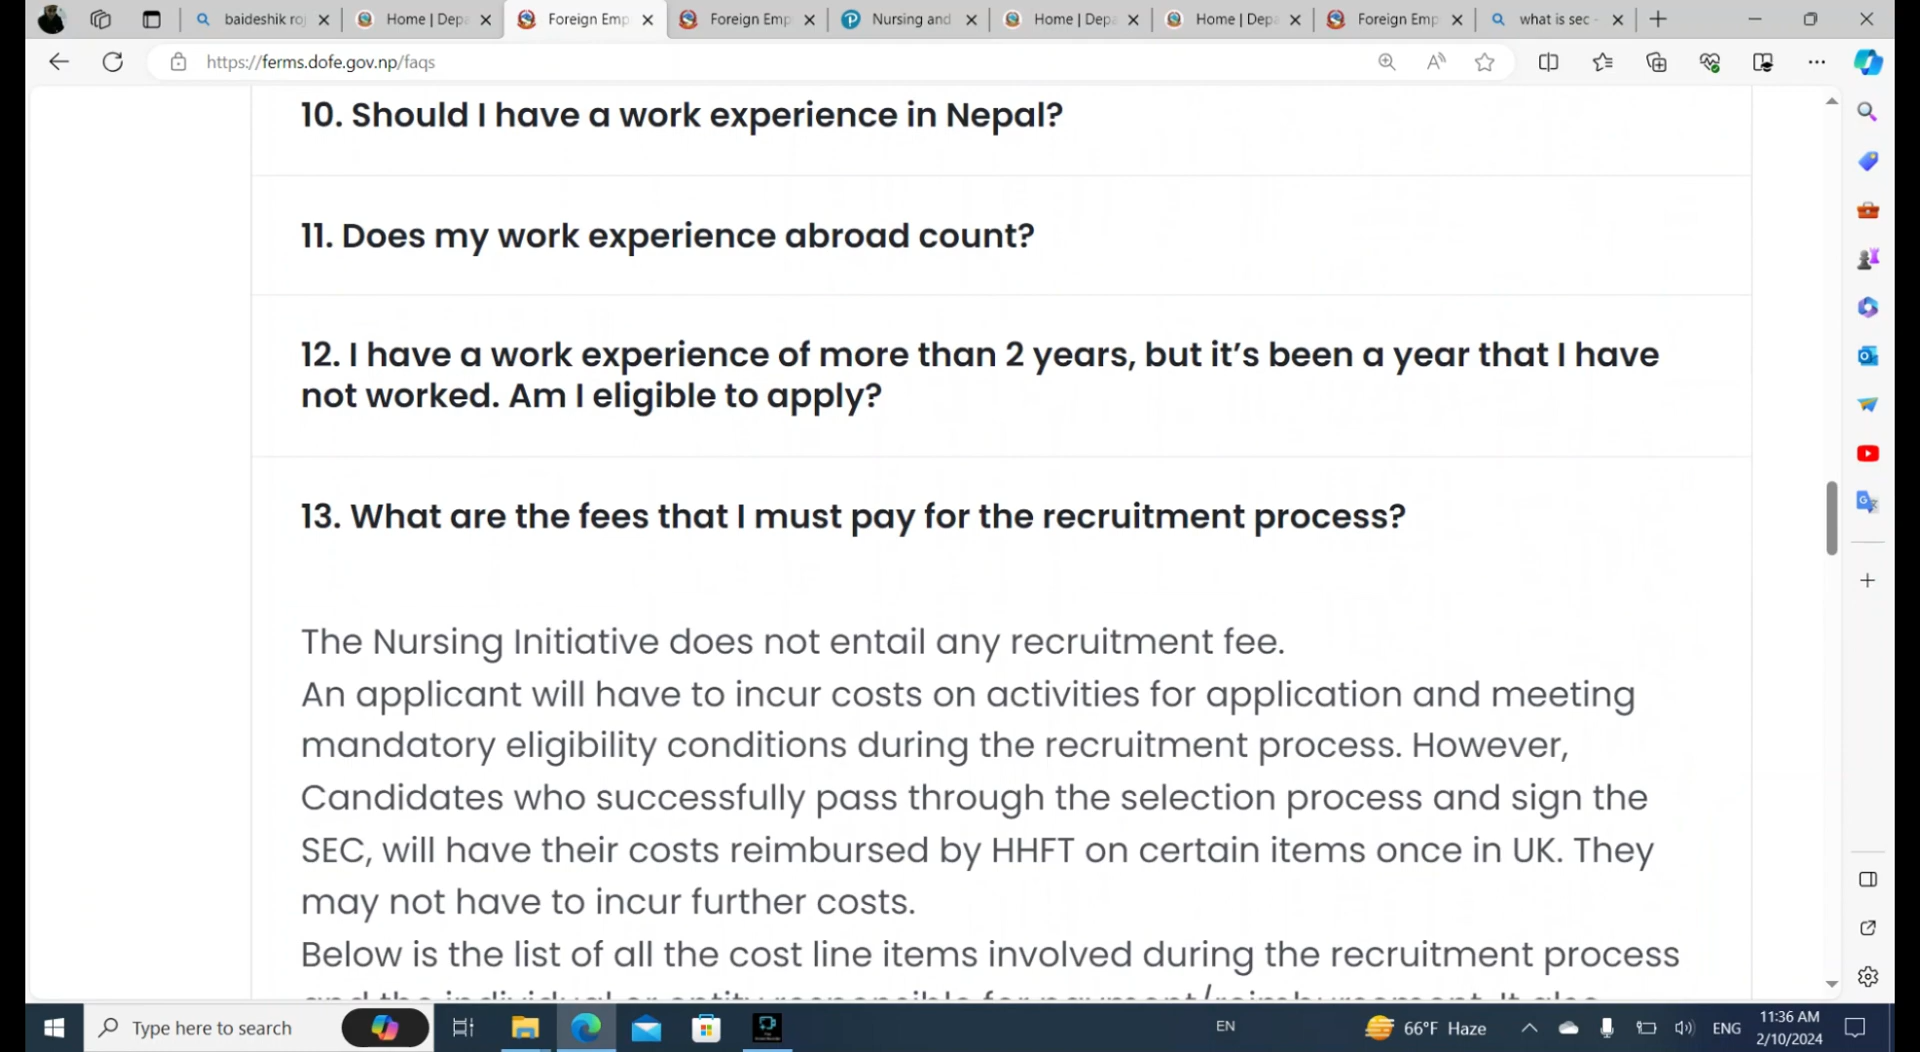 baideshik roj
Home | Depa
Foreign Emp
Foreign Emp
Nursing and
Home | Depa
Home | Depa
Foreign Emp
what is sec -
https://ferms.dofe.gov.np/faqs
10. Should I have a work experience in Nepal?
11. Does my work experience abroad count?
12. I have a work experience of more than 2 years, but it’s been a year that I have
not worked. Am I eligible to apply?
13. What are the fees that I must pay for the recruitment process?
The Nursing Initiative does not entail any recruitment fee.
An applicant will have to incur costs on activities for application and meeting
mandatory eligibility conditions during the recruitment process. However,
Candidates who successfully pass through the selection process and sign the
SEC, will have their costs reimbursed by HHFT on certain items once in UK. They
may not have to incur further costs.
Below is the list of all the cost line items involved during the recruitment process
Type here to search
EN
66°F Haze
ENG
11:36 AM
2/10/2024